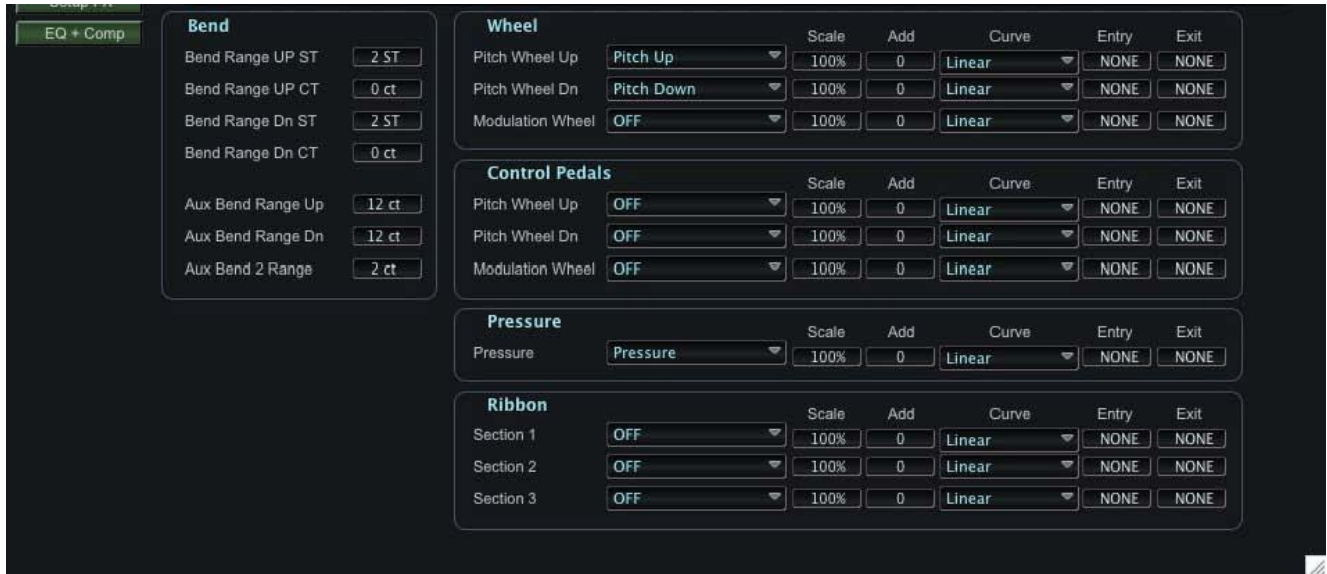 EQ + Comp
Bend
Bend Range UP ST 2 ST
Bend Range UP CT 0 ct
Bend Range Dn ST 2 ST
Bend Range Dn CT 0 ct
Aux Bend Range Up 12 ct
Aux Bend Range Dn 12 ct
Aux Bend 2 Range 2 ct
Wheel
Scale Add Curve Entry Exit
Pitch Wheel Up Pitch Up 100% 0 Linear NONE NONE
Pitch Wheel Dn Pitch Down 100% 0 Linear NONE NONE
Modulation Wheel OFF 100% 0 Linear NONE NONE
Control Pedals
Scale Add Curve Entry Exit
Pitch Wheel Up OFF 100% 0 Linear NONE NONE
Pitch Wheel Dn OFF 100% 0 Linear NONE NONE
Modulation Wheel OFF 100% 0 Linear NONE NONE
Pressure
Scale Add Curve Entry Exit
Pressure Pressure 100% 0 Linear NONE NONE
Ribbon
Scale Add Curve Entry Exit
Section 1 OFF 100% 0 Linear NONE NONE
Section 2 OFF 100% 0 Linear NONE NONE
Section 3 OFF 100% 0 Linear NONE NONE